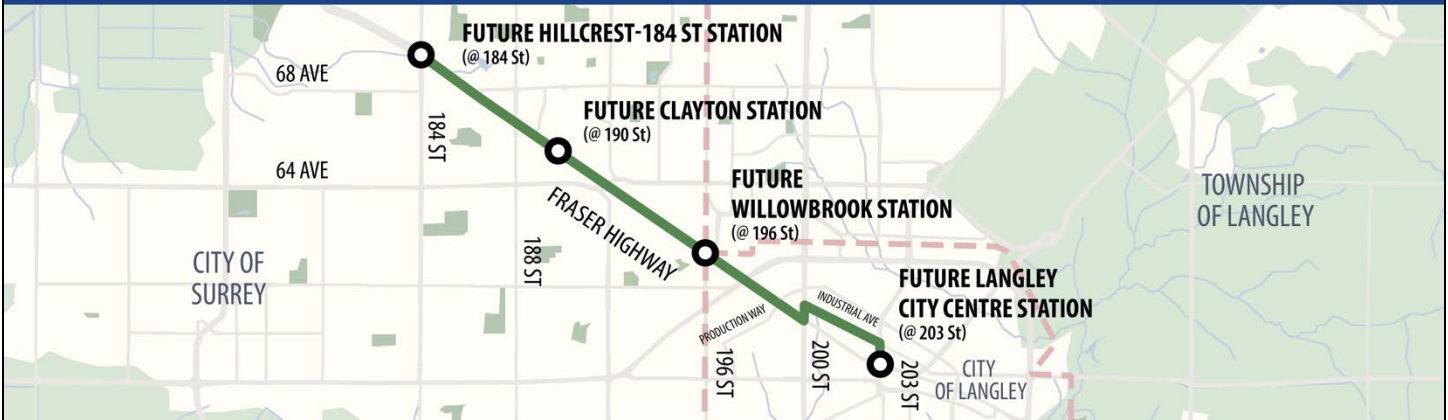 FUTURE HILLCREST-184 ST STATION
(@ 184 St)
68 AVE
184 ST
FUTURE CLAYTON STATION
(@ 190 St)
64 AVE
FUTURE
WILLOWBROOK STATION
(@ 196 St)
TOWNSHIP
OF LANGLEY
FRASER HIGHWAY
188 ST
CITY OF
SURREY
FUTURE LANGLEY
CITY CENTRE STATION
(@ 203 St)
INDUSTRIAL AVE
PRODUCTION WAY
196 ST
200 ST
203 ST
CITY
OF LANGLEY